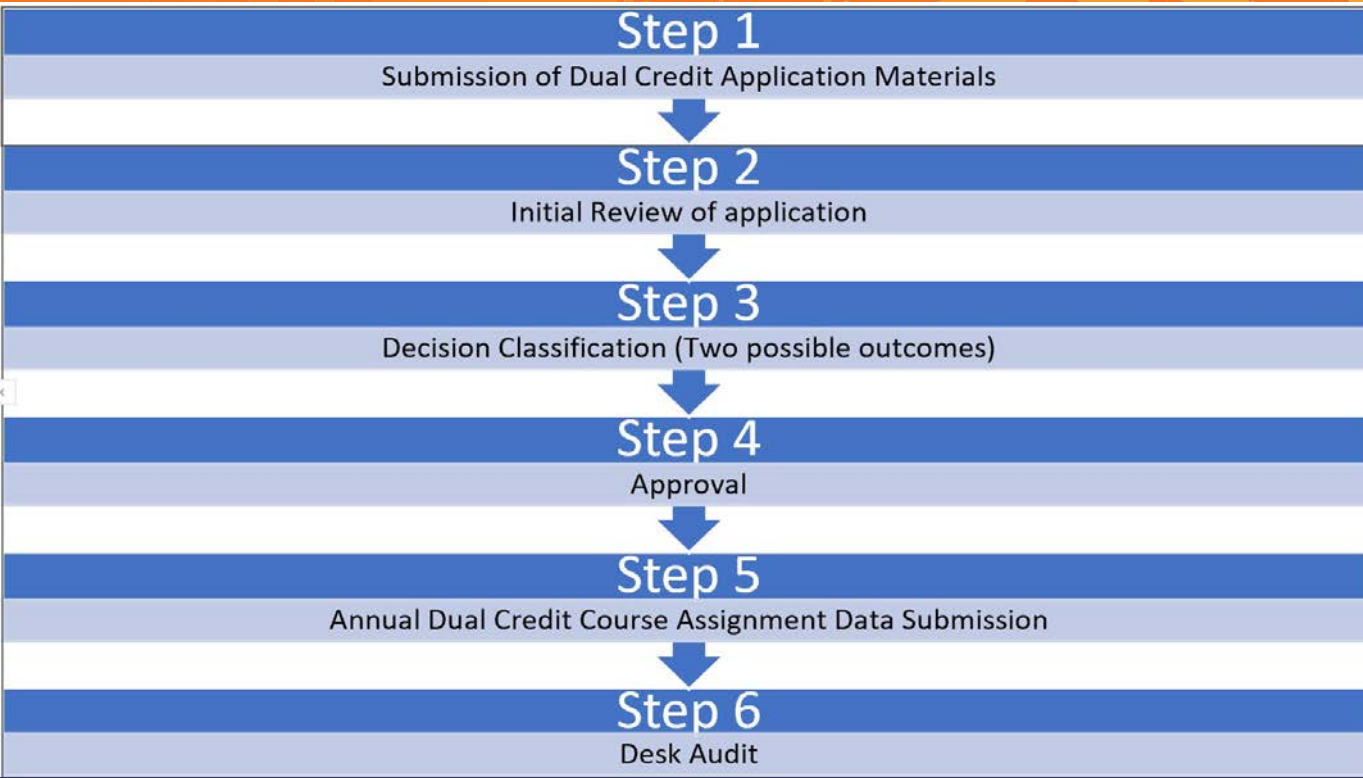 Step 1
Submission of Dual Credit Application Materials
Step 2
Initial Review of application
Step 3
Decision Classification (Two possible outcomes)
Step 4
Approval
Step 5
Annual Dual Credit Course Assignment Data Submission
Step 6
Desk Audit